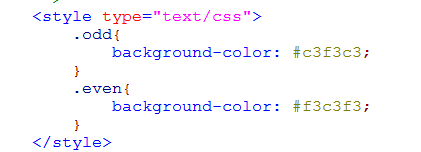 <style type="text/css">
.odd{
background-color: #c3f3c3;
}
.even{
background-color: #f3c3f3;
}
</style>